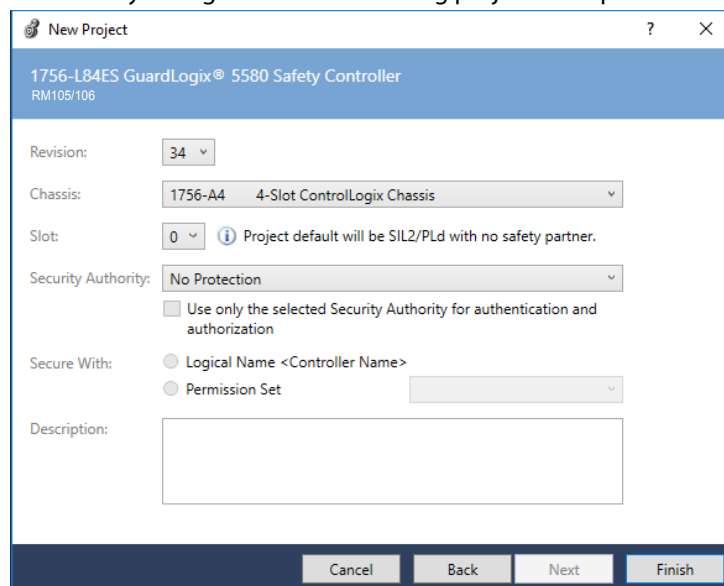 New Project ? ×
1756-L84ES GuardLogix® 5580 Safety Controller
RM105/106
Revision: 34
Chassis: 1756-A4 4-Slot ControlLogix Chassis
Slot: 0 Project default will be SIL2/PLd with no safety partner.
Security Authority: No Protection
Use only the selected Security Authority for authentication and
authorization
Secure With: Logical Name <Controller Name>
Permission Set
Description:
Cancel Back Next Finish